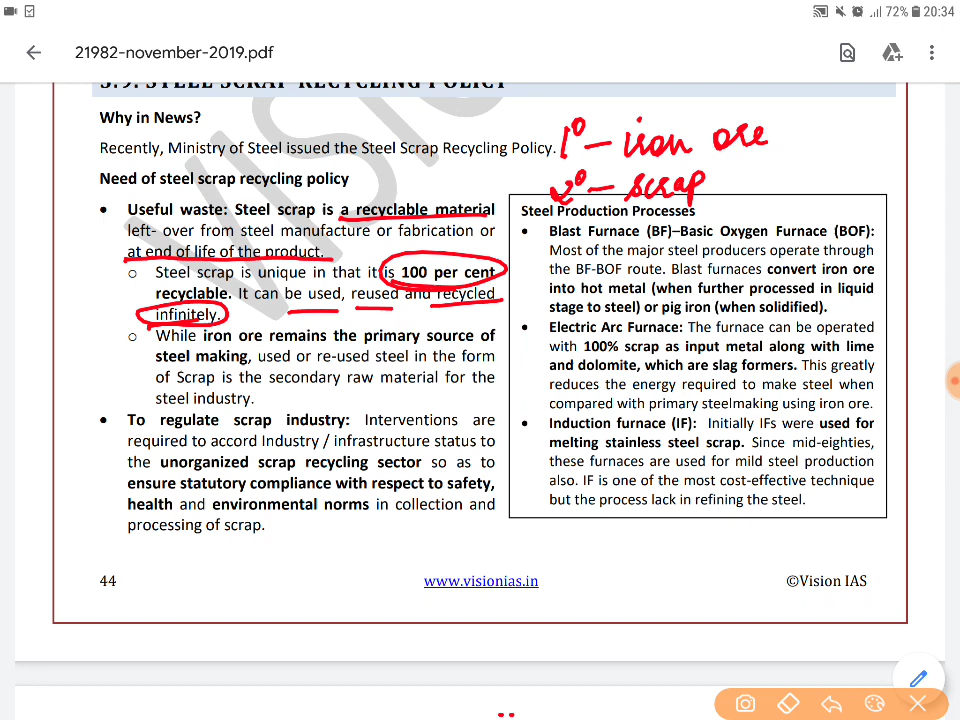 72% 20:34
21982-november-2019.pdf
3.9. STEEL SCRAP RECYCLING POLICY
Why in News?
Recently, Ministry of Steel issued the Steel Scrap Recycling Policy.
1° – iron ore
2° – scrap
Need of steel scrap recycling policy
• Useful waste: Steel scrap is a recyclable material
left- over from steel manufacture or fabrication or
at end of life of the product.
o Steel scrap is unique in that it is 100 per cent
recyclable. It can be used, reused and recycled
infinitely.
o While iron ore remains the primary source of
steel making, used or re-used steel in the form
of Scrap is the secondary raw material for the
steel industry.
• To regulate scrap industry: Interventions are
required to accord Industry / infrastructure status to
the unorganized scrap recycling sector so as to
ensure statutory compliance with respect to safety,
health and environmental norms in collection and
processing of scrap.
Steel Production Processes
• Blast Furnace (BF)–Basic Oxygen Furnace (BOF):
Most of the major steel producers operate through
the BF-BOF route. Blast furnaces convert iron ore
into hot metal (when further processed in liquid
stage to steel) or pig iron (when solidified).
• Electric Arc Furnace: The furnace can be operated
with 100% scrap as input metal along with lime
and dolomite, which are slag formers. This greatly
reduces the energy required to make steel when
compared with primary steelmaking using iron ore.
• Induction furnace (IF): Initially IFs were used for
melting stainless steel scrap. Since mid-eighties,
these furnaces are used for mild steel production
also. IF is one of the most cost-effective technique
but the process lack in refining the steel.
44 www.visionias.in ©Vision IAS
VISION